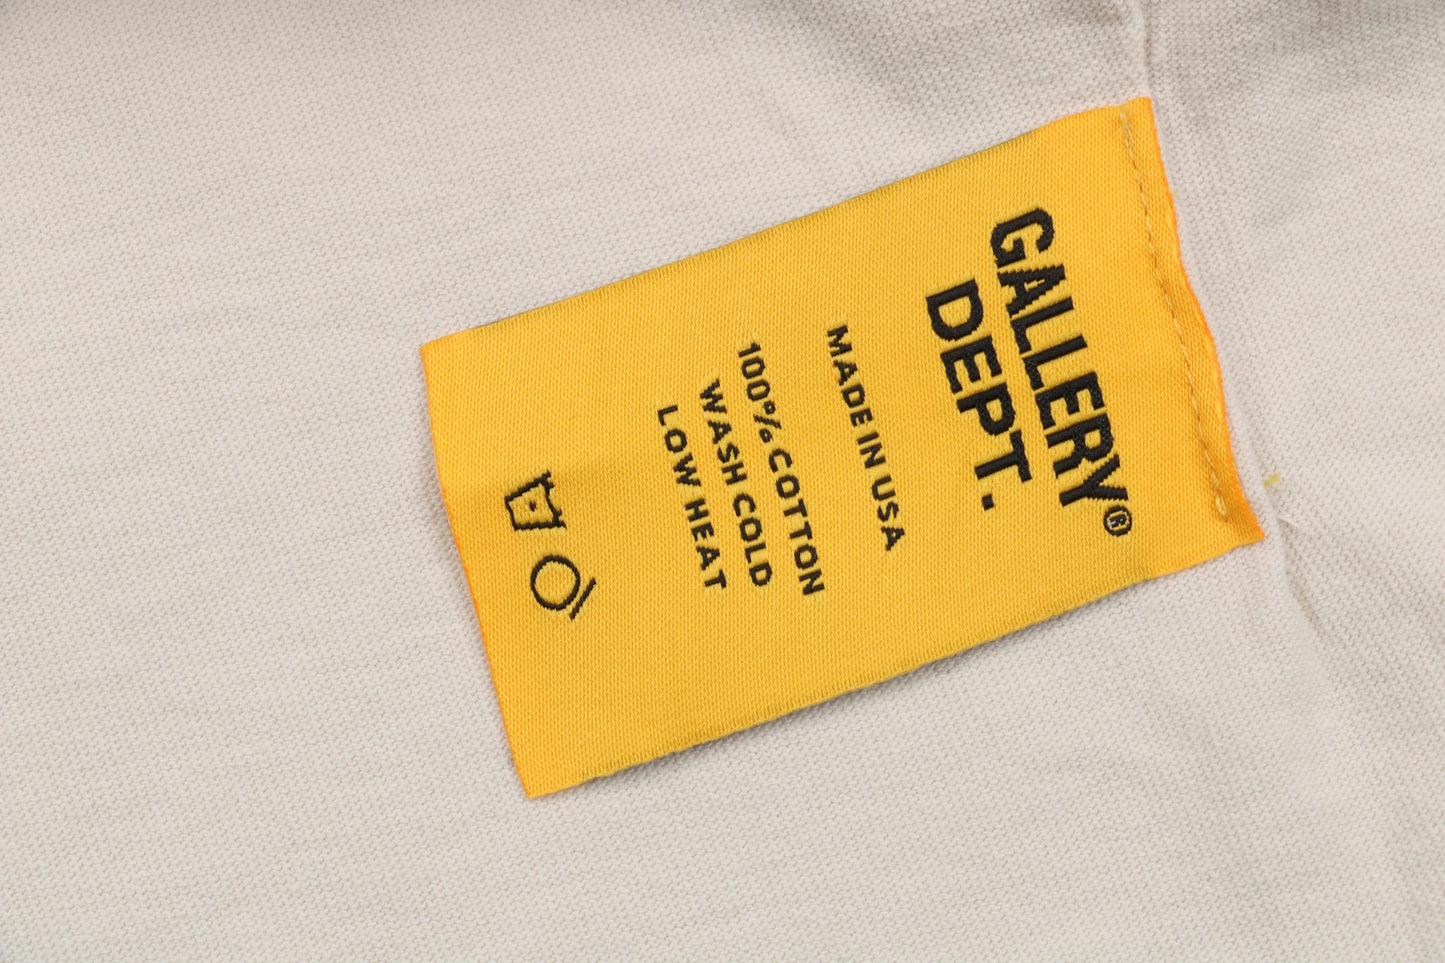 GALLERY®
DEPT.
MADE IN USA
100% COTTON
WASH COLD
LOW HEAT